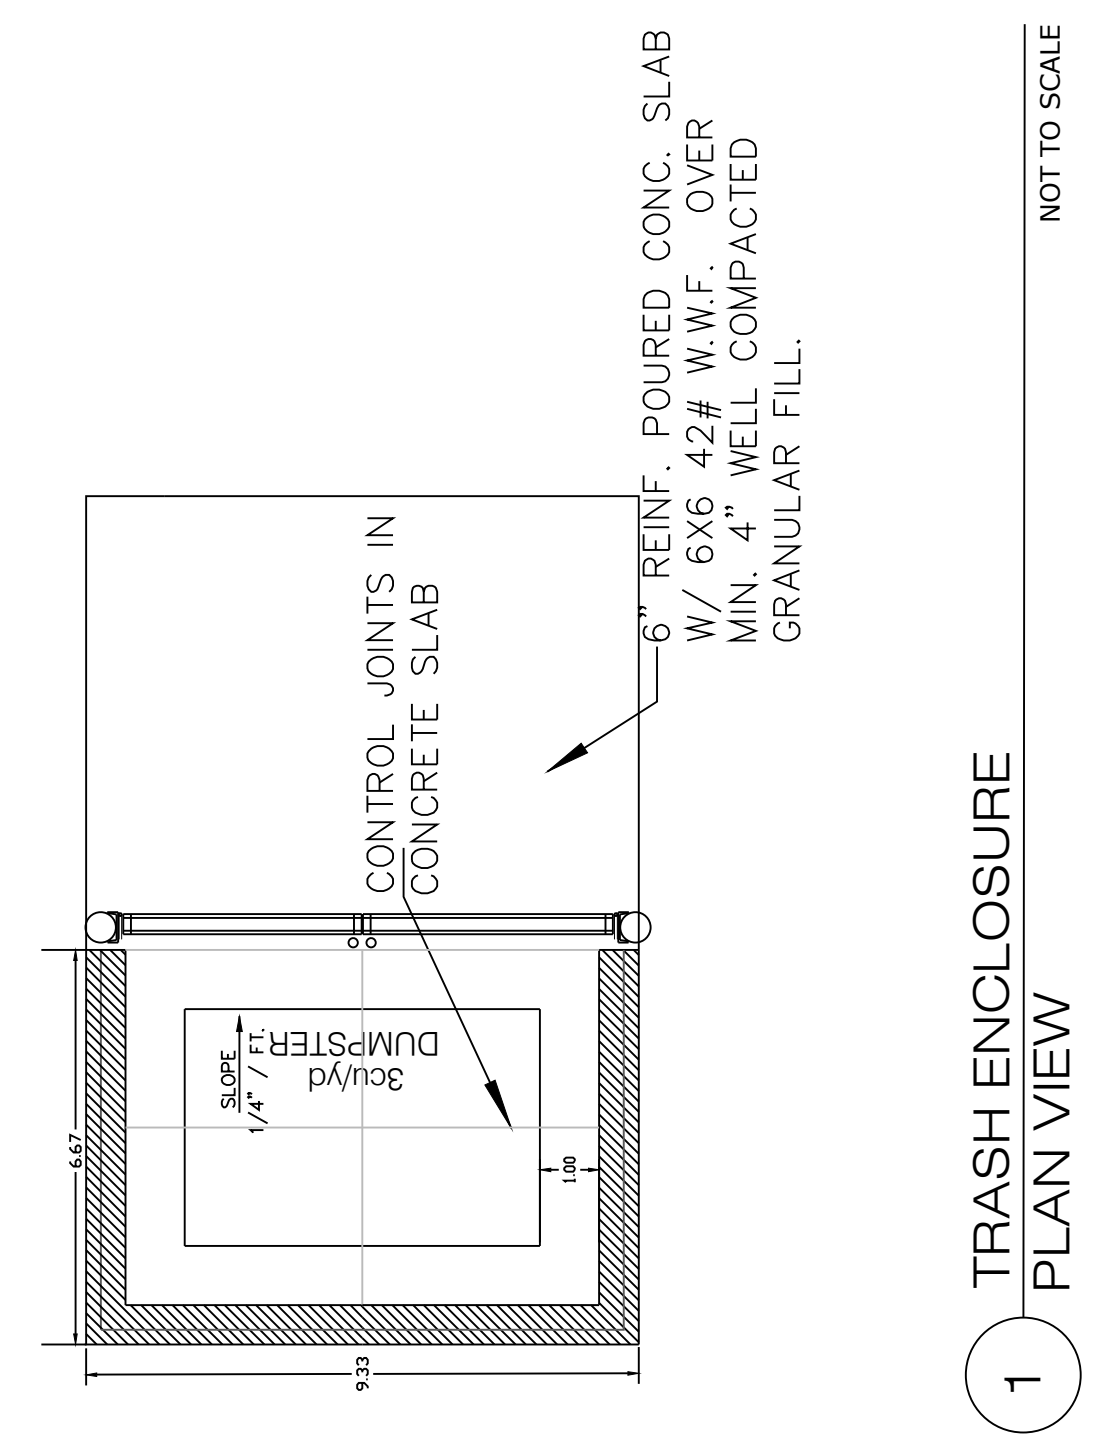 6" REINF. POURED CONC. SLAB
W/ 6X6 42# W.W.F. OVER
MIN. 4" WELL COMPACTED
GRANULAR FILL.
CONTROL JOINTS IN
CONCRETE SLAB
SLOPE
1/4" / FT.
3cu/yd
DUMPSTER
6.67
1.00
9.33
1
TRASH ENCLOSURE
PLAN VIEW
NOT TO SCALE